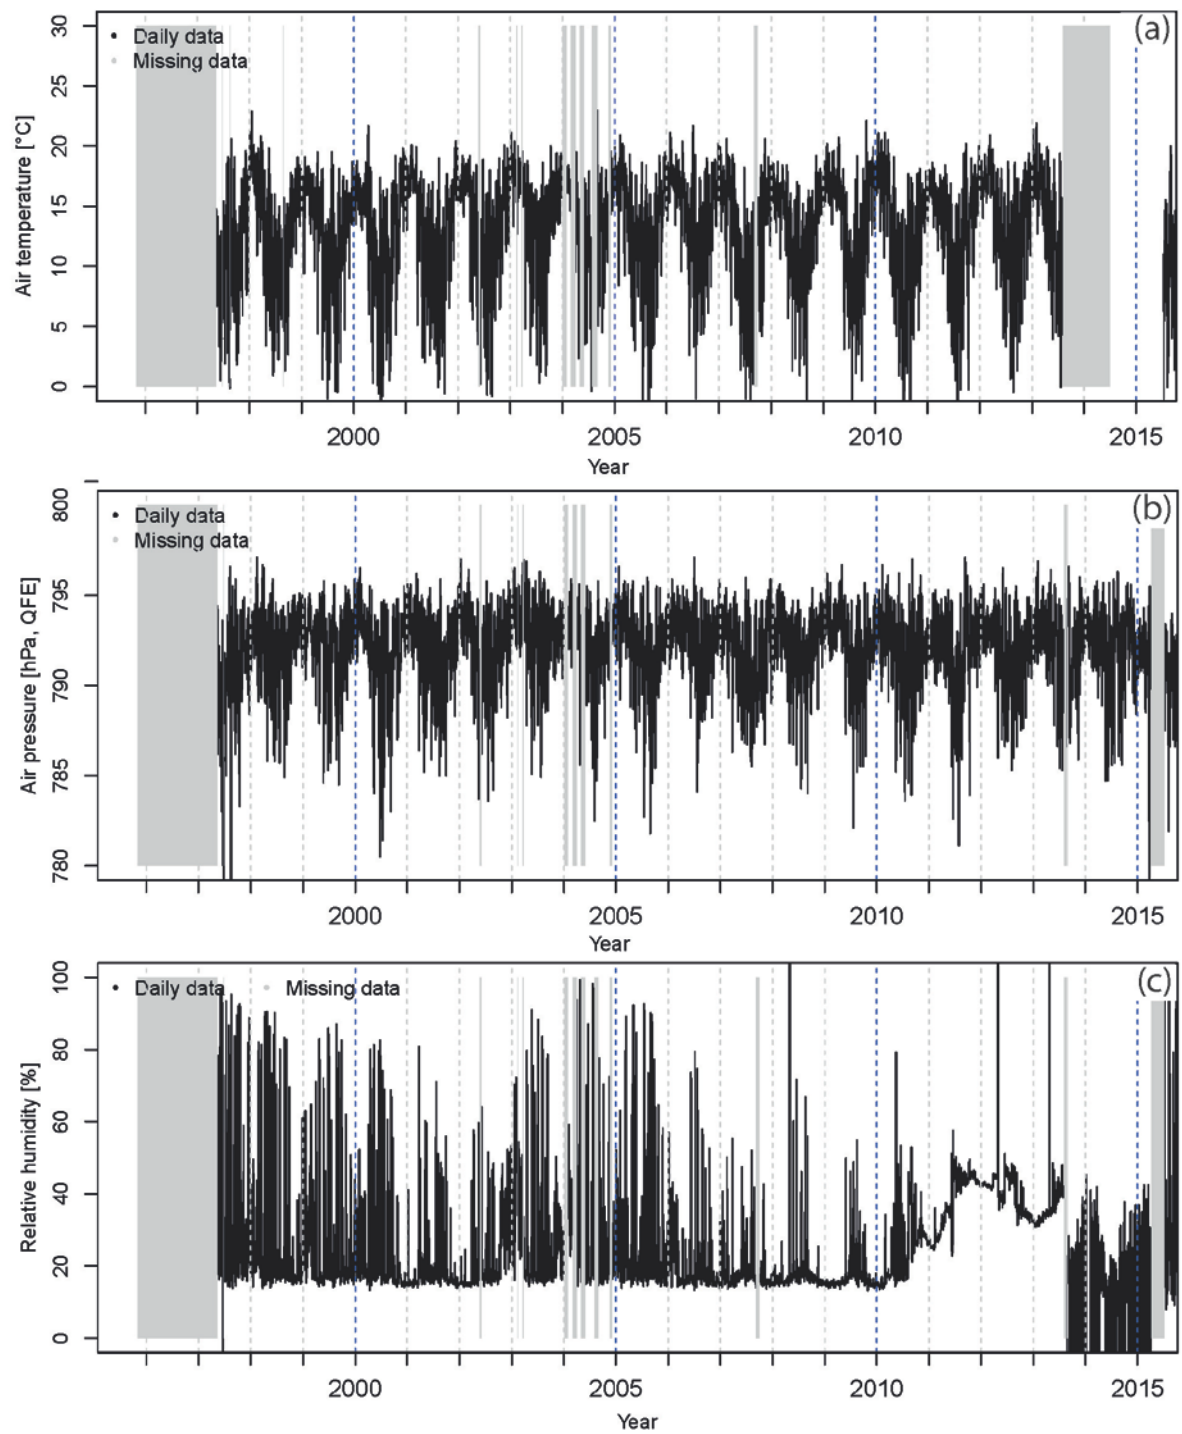 (a)
Daily data
Missing data
Air temperature [°C]
30
25
20
15
10
5
0
2000 2005 2010 2015
Year
(b)
Daily data
Missing data
Air pressure [hPa, QFE]
800
795
790
785
780
2000 2005 2010 2015
Year
(c)
Daily data Missing data
Relative humidity [%]
100
80
60
40
20
0
2000 2005 2010 2015
Year